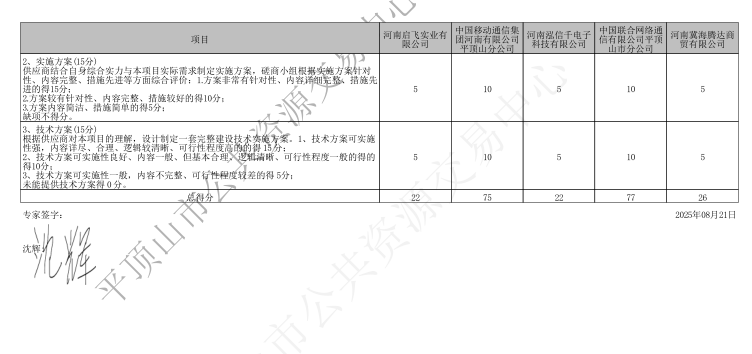 项目
河南启飞实业有
限公司
中国移动通信集
团河南有限公司
平顶山分公司
河南泓信千电子
科技有限公司
中国联合网络通
信有限公司平顶
山市分公司
河南冀海腾达商
贸有限公司
2、实施方案(15分)
供应商结合自身综合实力与本项目实际需求制定实施方案，磋商小组根据实施方案针对
性、内容完整、措施先进等方面综合评价；1.方案非常有针对性、内容详细完整、措施先
进的得15分；
2.方案较有针对性、内容完整、措施较好的得10分；
3.方案内容简洁、措施简单的得5分；
缺项不得分。
5
10
5
10
5
3、技术方案(15分)
根据供应商对本项目的理解，设计制定一套完整建设技术实施方案。1、技术方案可实施
性强，内容详尽、合理、逻辑较清晰、可行性程度高的的得 15分；
2、技术方案可实施性良好、内容一般、但基本合理、逻辑清晰、可行性程度一般的得的
得10分；
3、技术方案可实施性一般，内容不完整、可行性程度较差的得 5分；
未能提供技术方案得 0 分。
5
10
5
10
5
总得分
22
75
22
77
26
专家签字：
2025年08月21日
沈辉：
沈辉
平顶山市公共资源交易中心
市公共资源交易中心